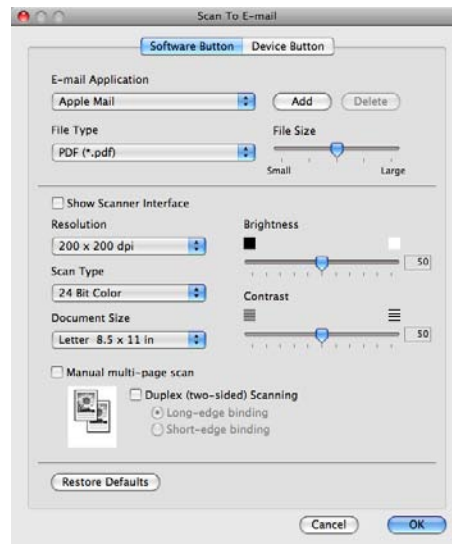 Scan To E-mail
Software Button Device Button
E-mail Application
Apple Mail Add Delete
File Type File Size
PDF (*.pdf)
Small Large
Show Scanner Interface
Resolution Brightness
200 x 200 dpi
50
Scan Type
24 Bit Color Contrast
Document Size
Letter 8.5 x 11 in 50
Manual multi-page scan
Duplex (two-sided) Scanning
Long-edge binding
Short-edge binding
Restore Defaults
Cancel OK